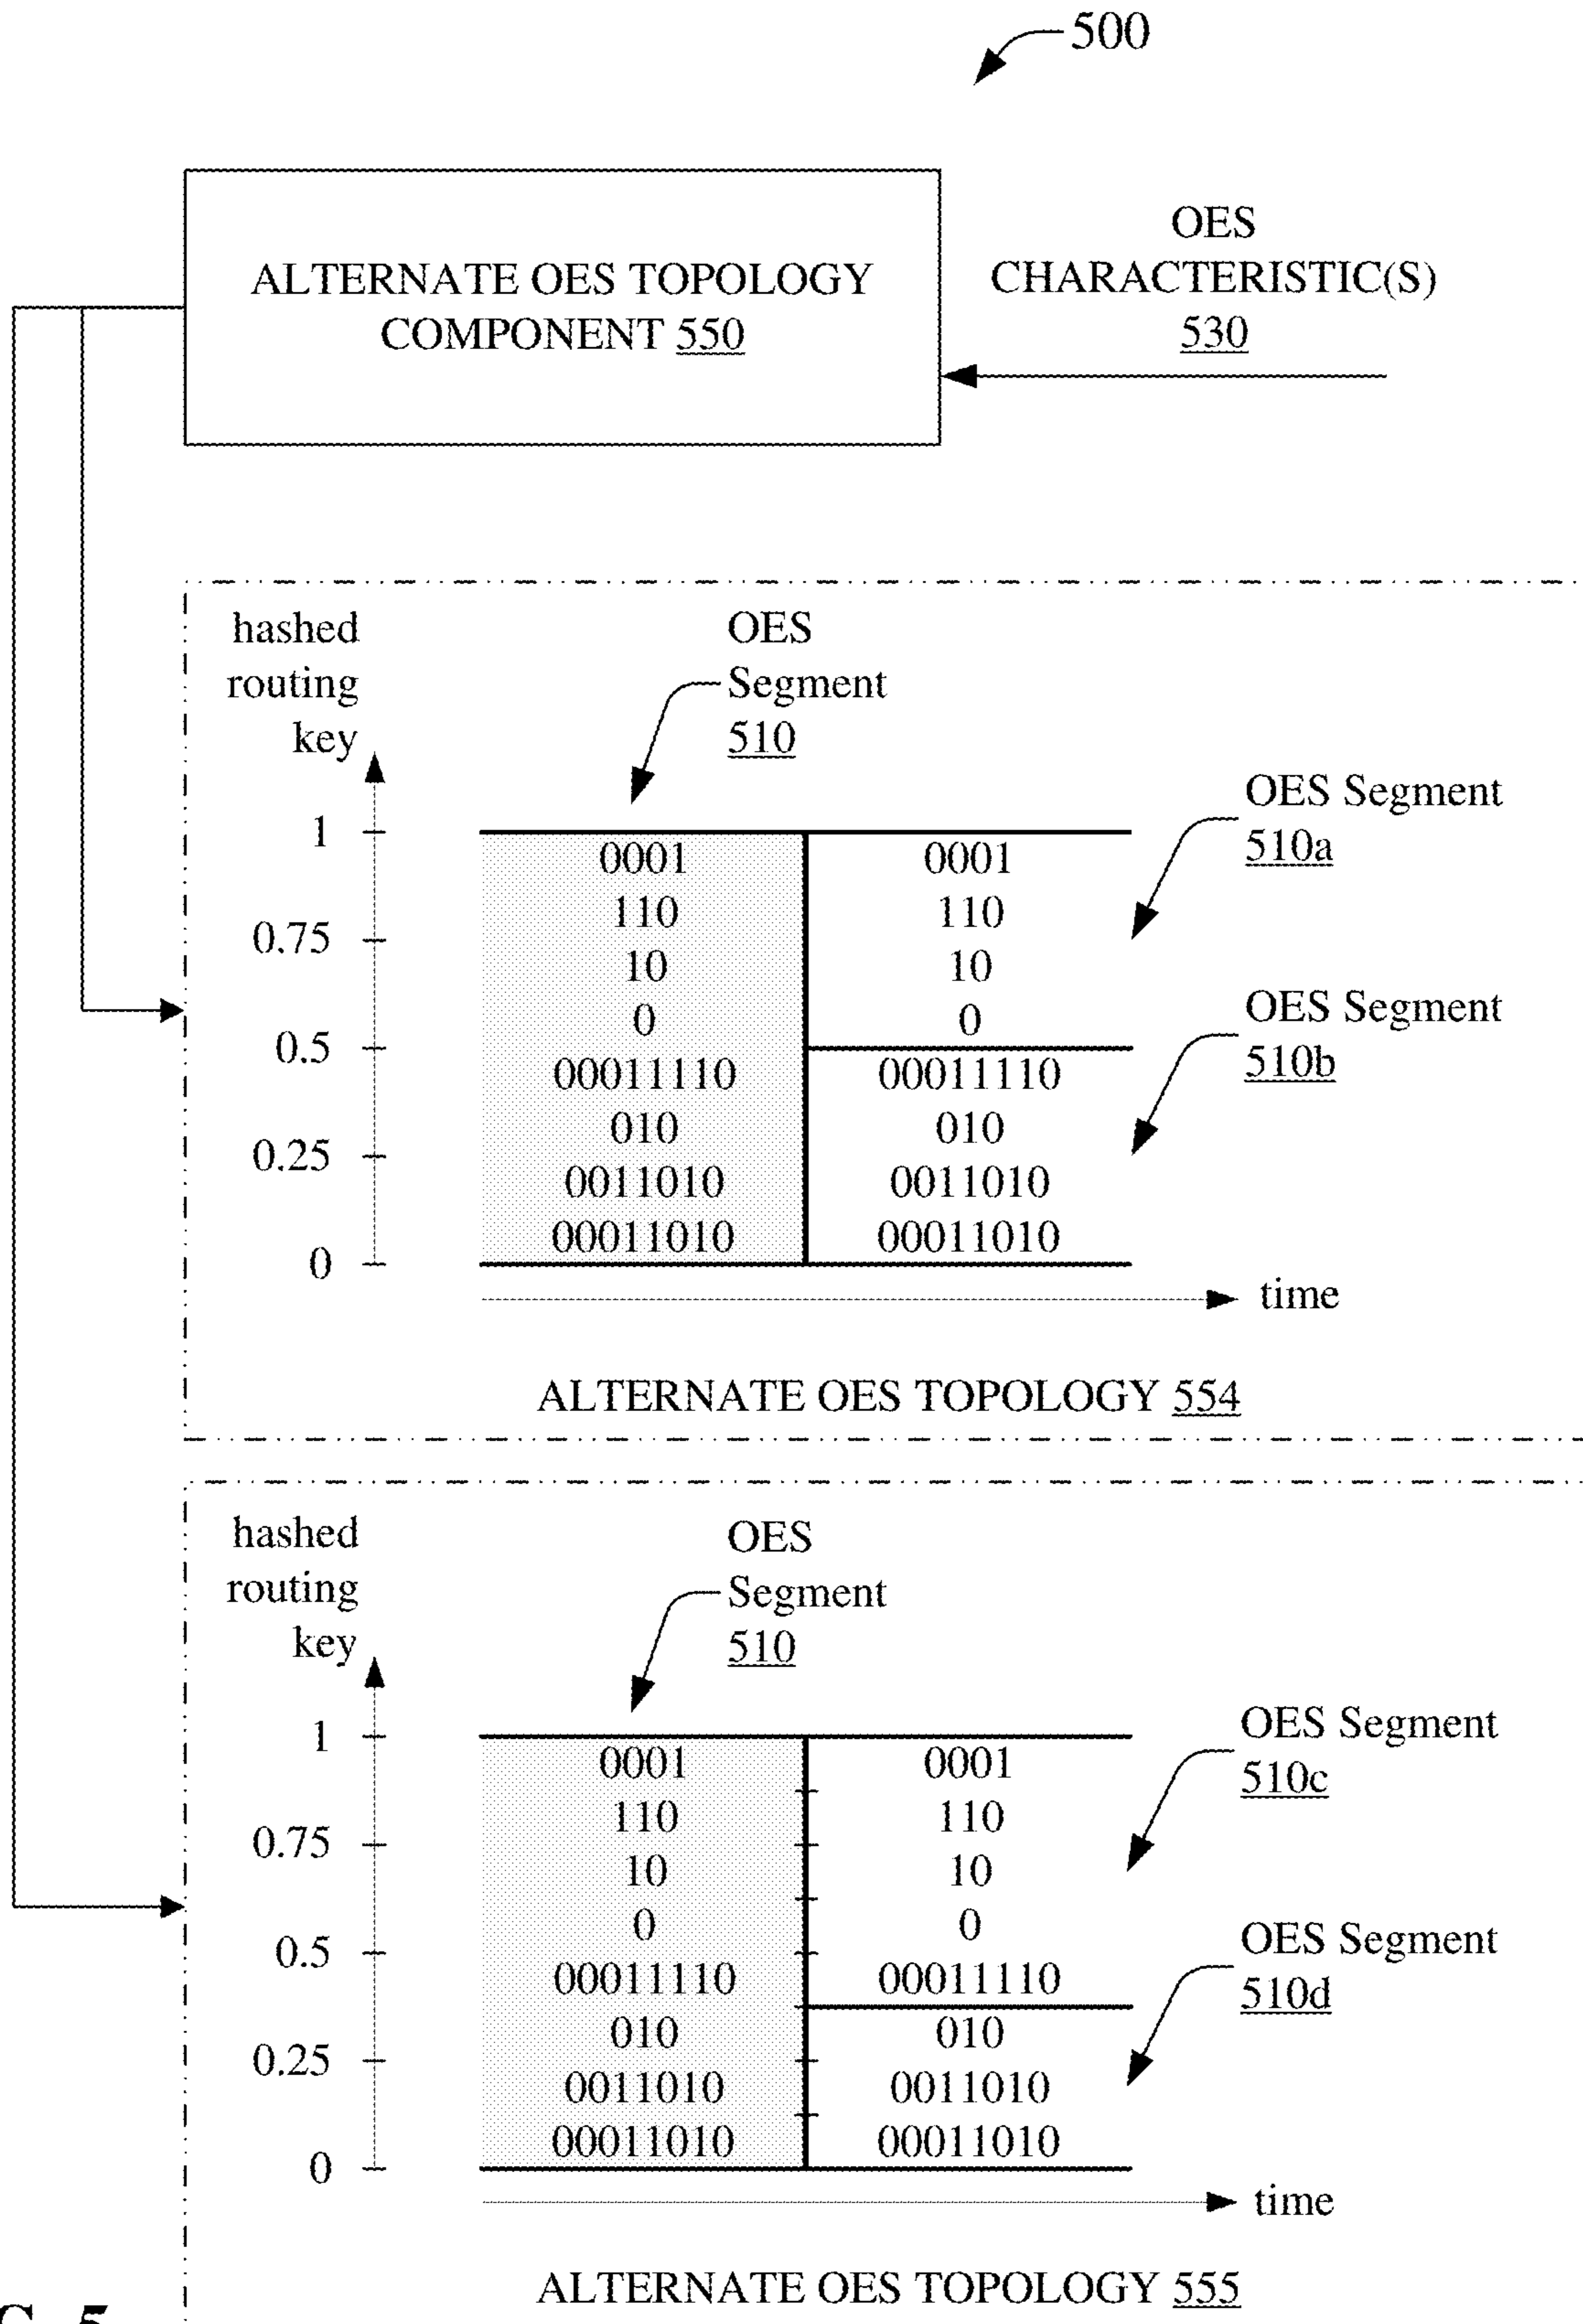 500
ALTERNATE OES TOPOLOGY
COMPONENT 550
OES
CHARACTERISTIC(S)
530
hashed
routing
key
OES
Segment
510
OES Segment
510a
OES Segment
510b
1
0.75
0.5
0.25
0
0001
110
10
0
00011110
010
0011010
00011010
0001
110
10
0
00011110
010
0011010
00011010
time
ALTERNATE OES TOPOLOGY 554
hashed
routing
key
OES
Segment
510
OES Segment
510c
OES Segment
510d
1
0.75
0.5
0.25
0
0001
110
10
0
00011110
010
0011010
00011010
0001
110
10
0
00011110
010
0011010
00011010
time
ALTERNATE OES TOPOLOGY 555